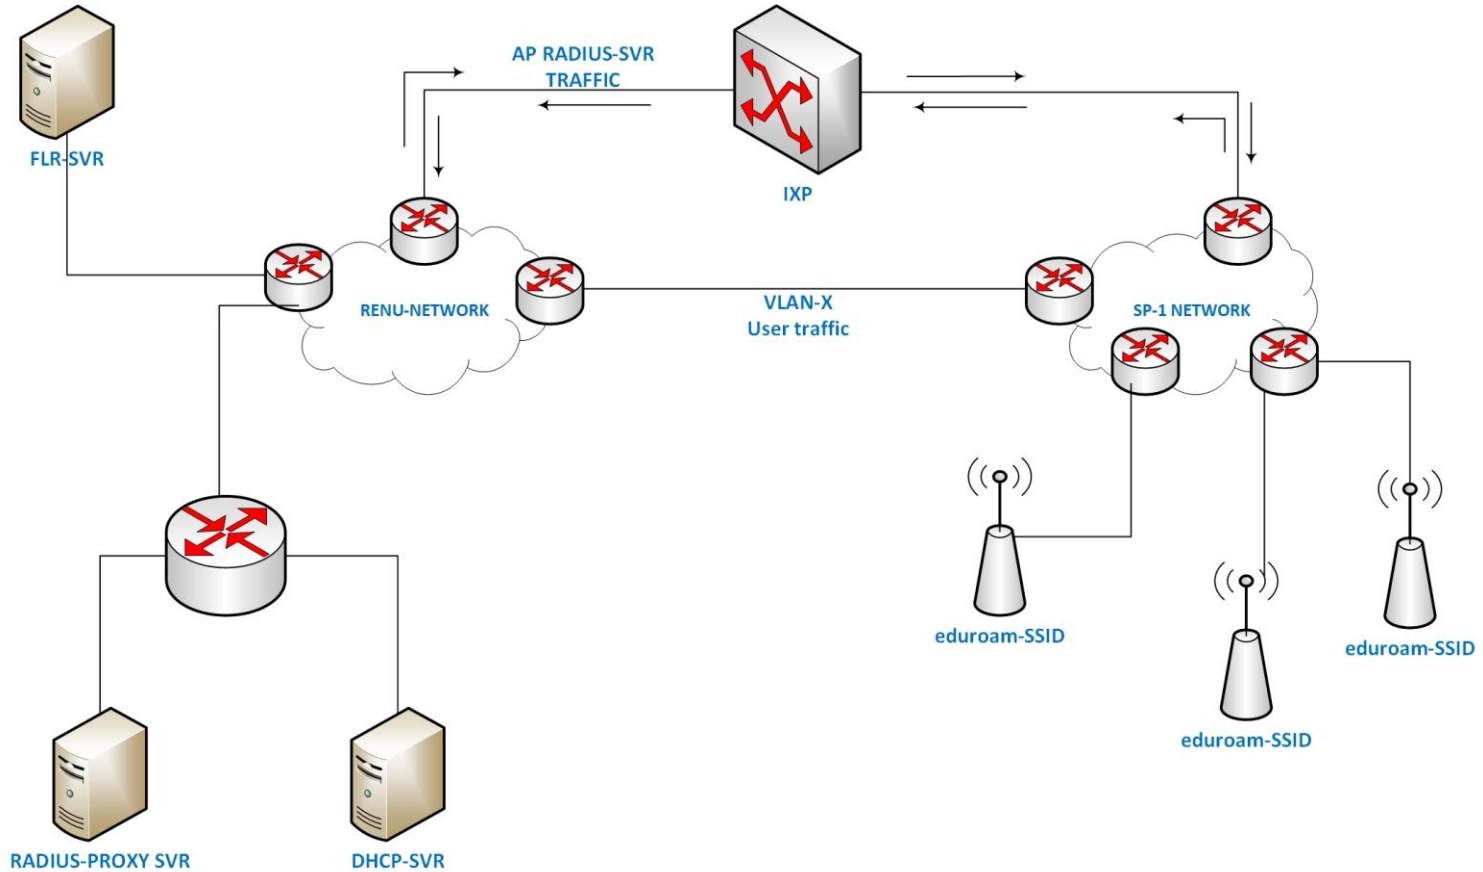 AP RADIUS-SVR
TRAFFIC
FLR-SVR
IXP
RENU-NETWORK
VLAN-X
User traffic
SP-1 NETWORK
eduroam-SSID
eduroam-SSID
eduroam-SSID
RADIUS-PROXY SVR
DHCP-SVR